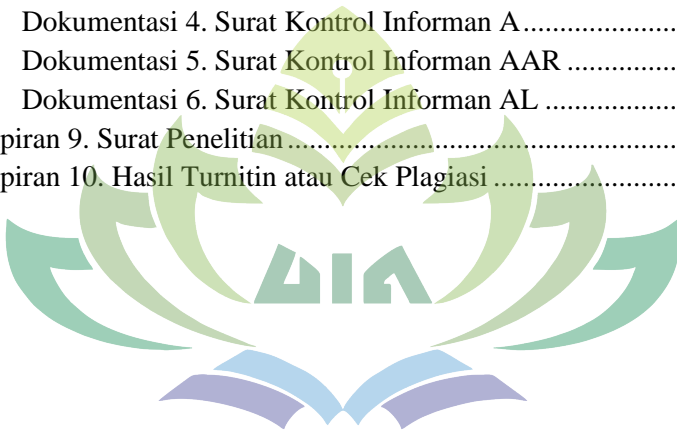 Dokumentasi 4. Surat Kontrol Informan A......................
Dokumentasi 5. Surat Kontrol Informan AAR ...............
Dokumentasi 6. Surat Kontrol Informan AL ..................
piran 9. Surat Penelitian.....................................................
piran 10. Hasil Turnitin atau Cek Plagiasi.........................
UIN